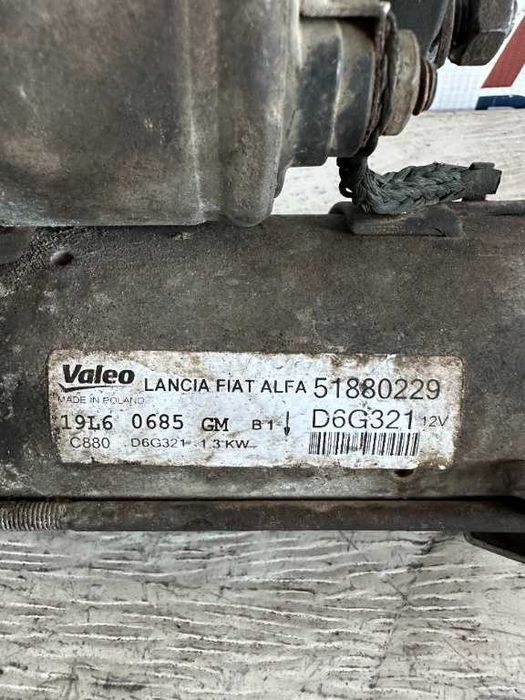 Valeo LANCIA FIAT ALFA 51880229
MADE IN POLAND
19L6 0685 GM B1 ↓ D6G321 12V
C880 D6G321 1.3 KW